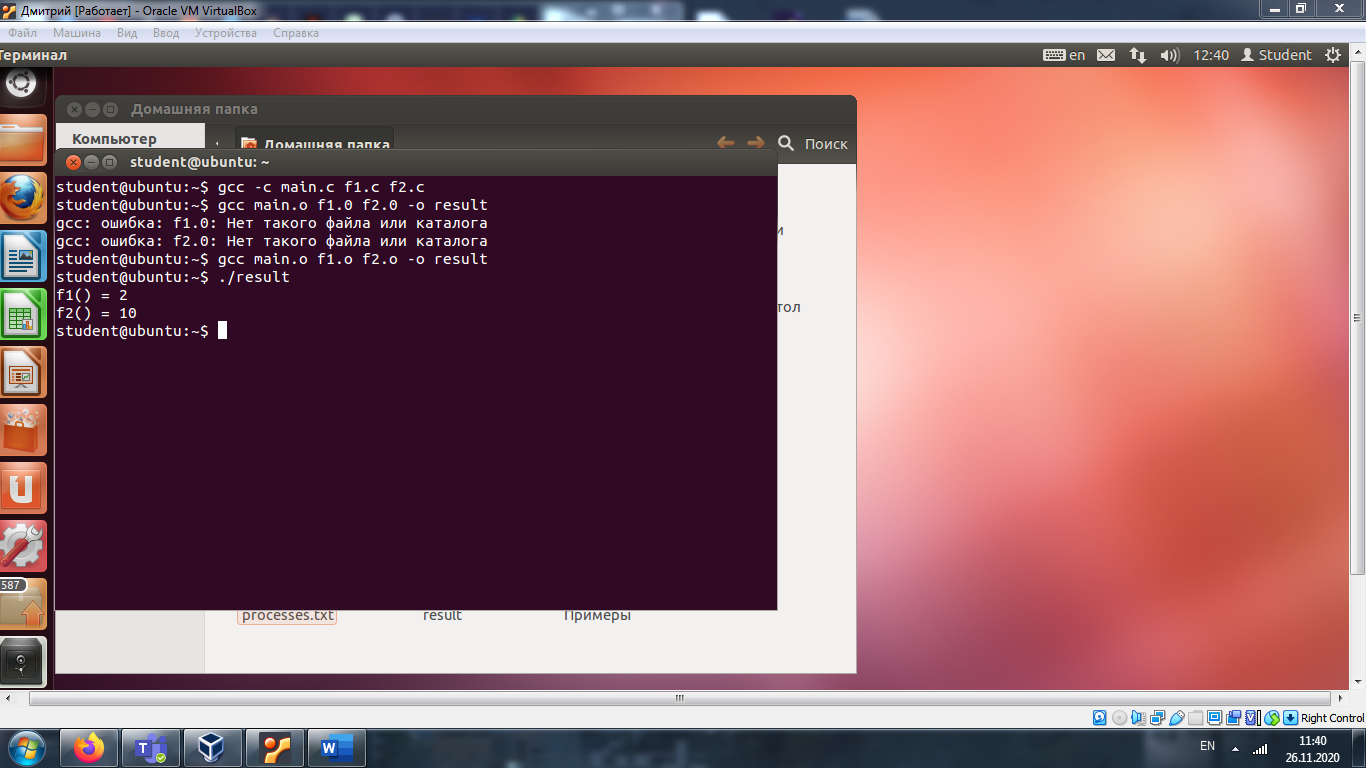 Дмитрий [Работает] - Oracle VM VirtualBox
Файл Машина Вид Ввод Устройства Справка
Терминал en 12:40 Student
Домашняя папка
Компьютер Домашняя папка Поиск
student@ubuntu: ~
student@ubuntu:~$ gcc -c main.c f1.c f2.c
student@ubuntu:~$ gcc main.o f1.0 f2.0 -o result
gcc: ошибка: f1.0: Нет такого файла или каталога
gcc: ошибка: f2.0: Нет такого файла или каталога
student@ubuntu:~$ gcc main.o f1.o f2.o -o result
student@ubuntu:~$ ./result
f1() = 2
f2() = 10
student@ubuntu:~$
и
тол
587
processes.txt result Примеры
Right Control
EN 11:40
26.11.2020